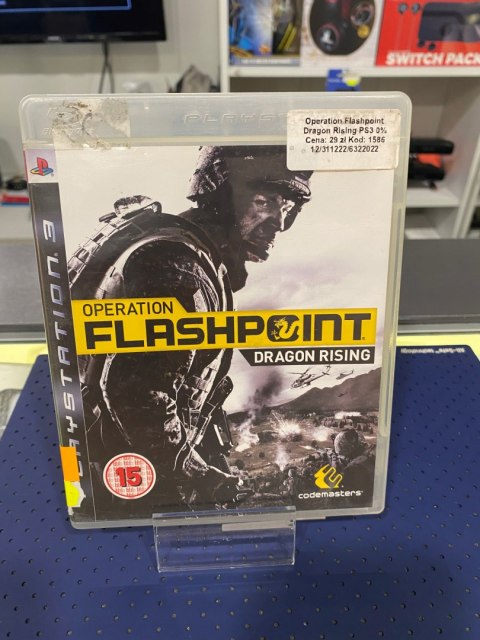 SWITCH PACK
Operation Flashpoint
Dragon Rising PS3 0%
Cena: 29 zł Kod: 1586
12/311222/6322022
PLAYSTATION 3
OPERATION
FLASHPOINT
DRAGON RISING
15
codemasters